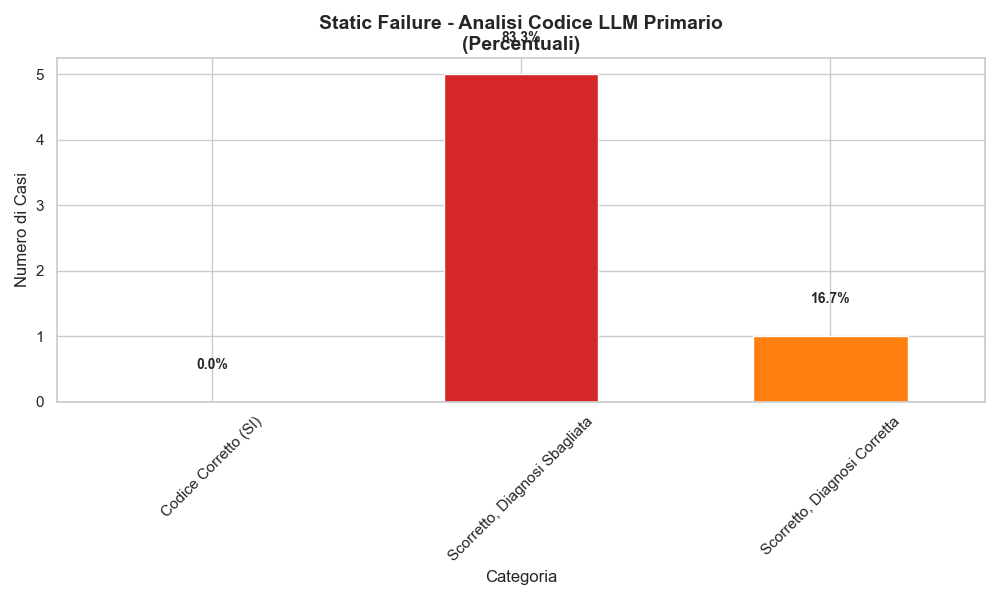 Static Failure - Analisi Codice LLM Primario
(Percentuali)
83.3%
5
4
3
2
1
0
Numero di Casi
0.0%
16.7%
Codice Corretto (SI)
Scorretto, Diagnosi Sbagliata
Scorretto, Diagnosi Corretta
Categoria